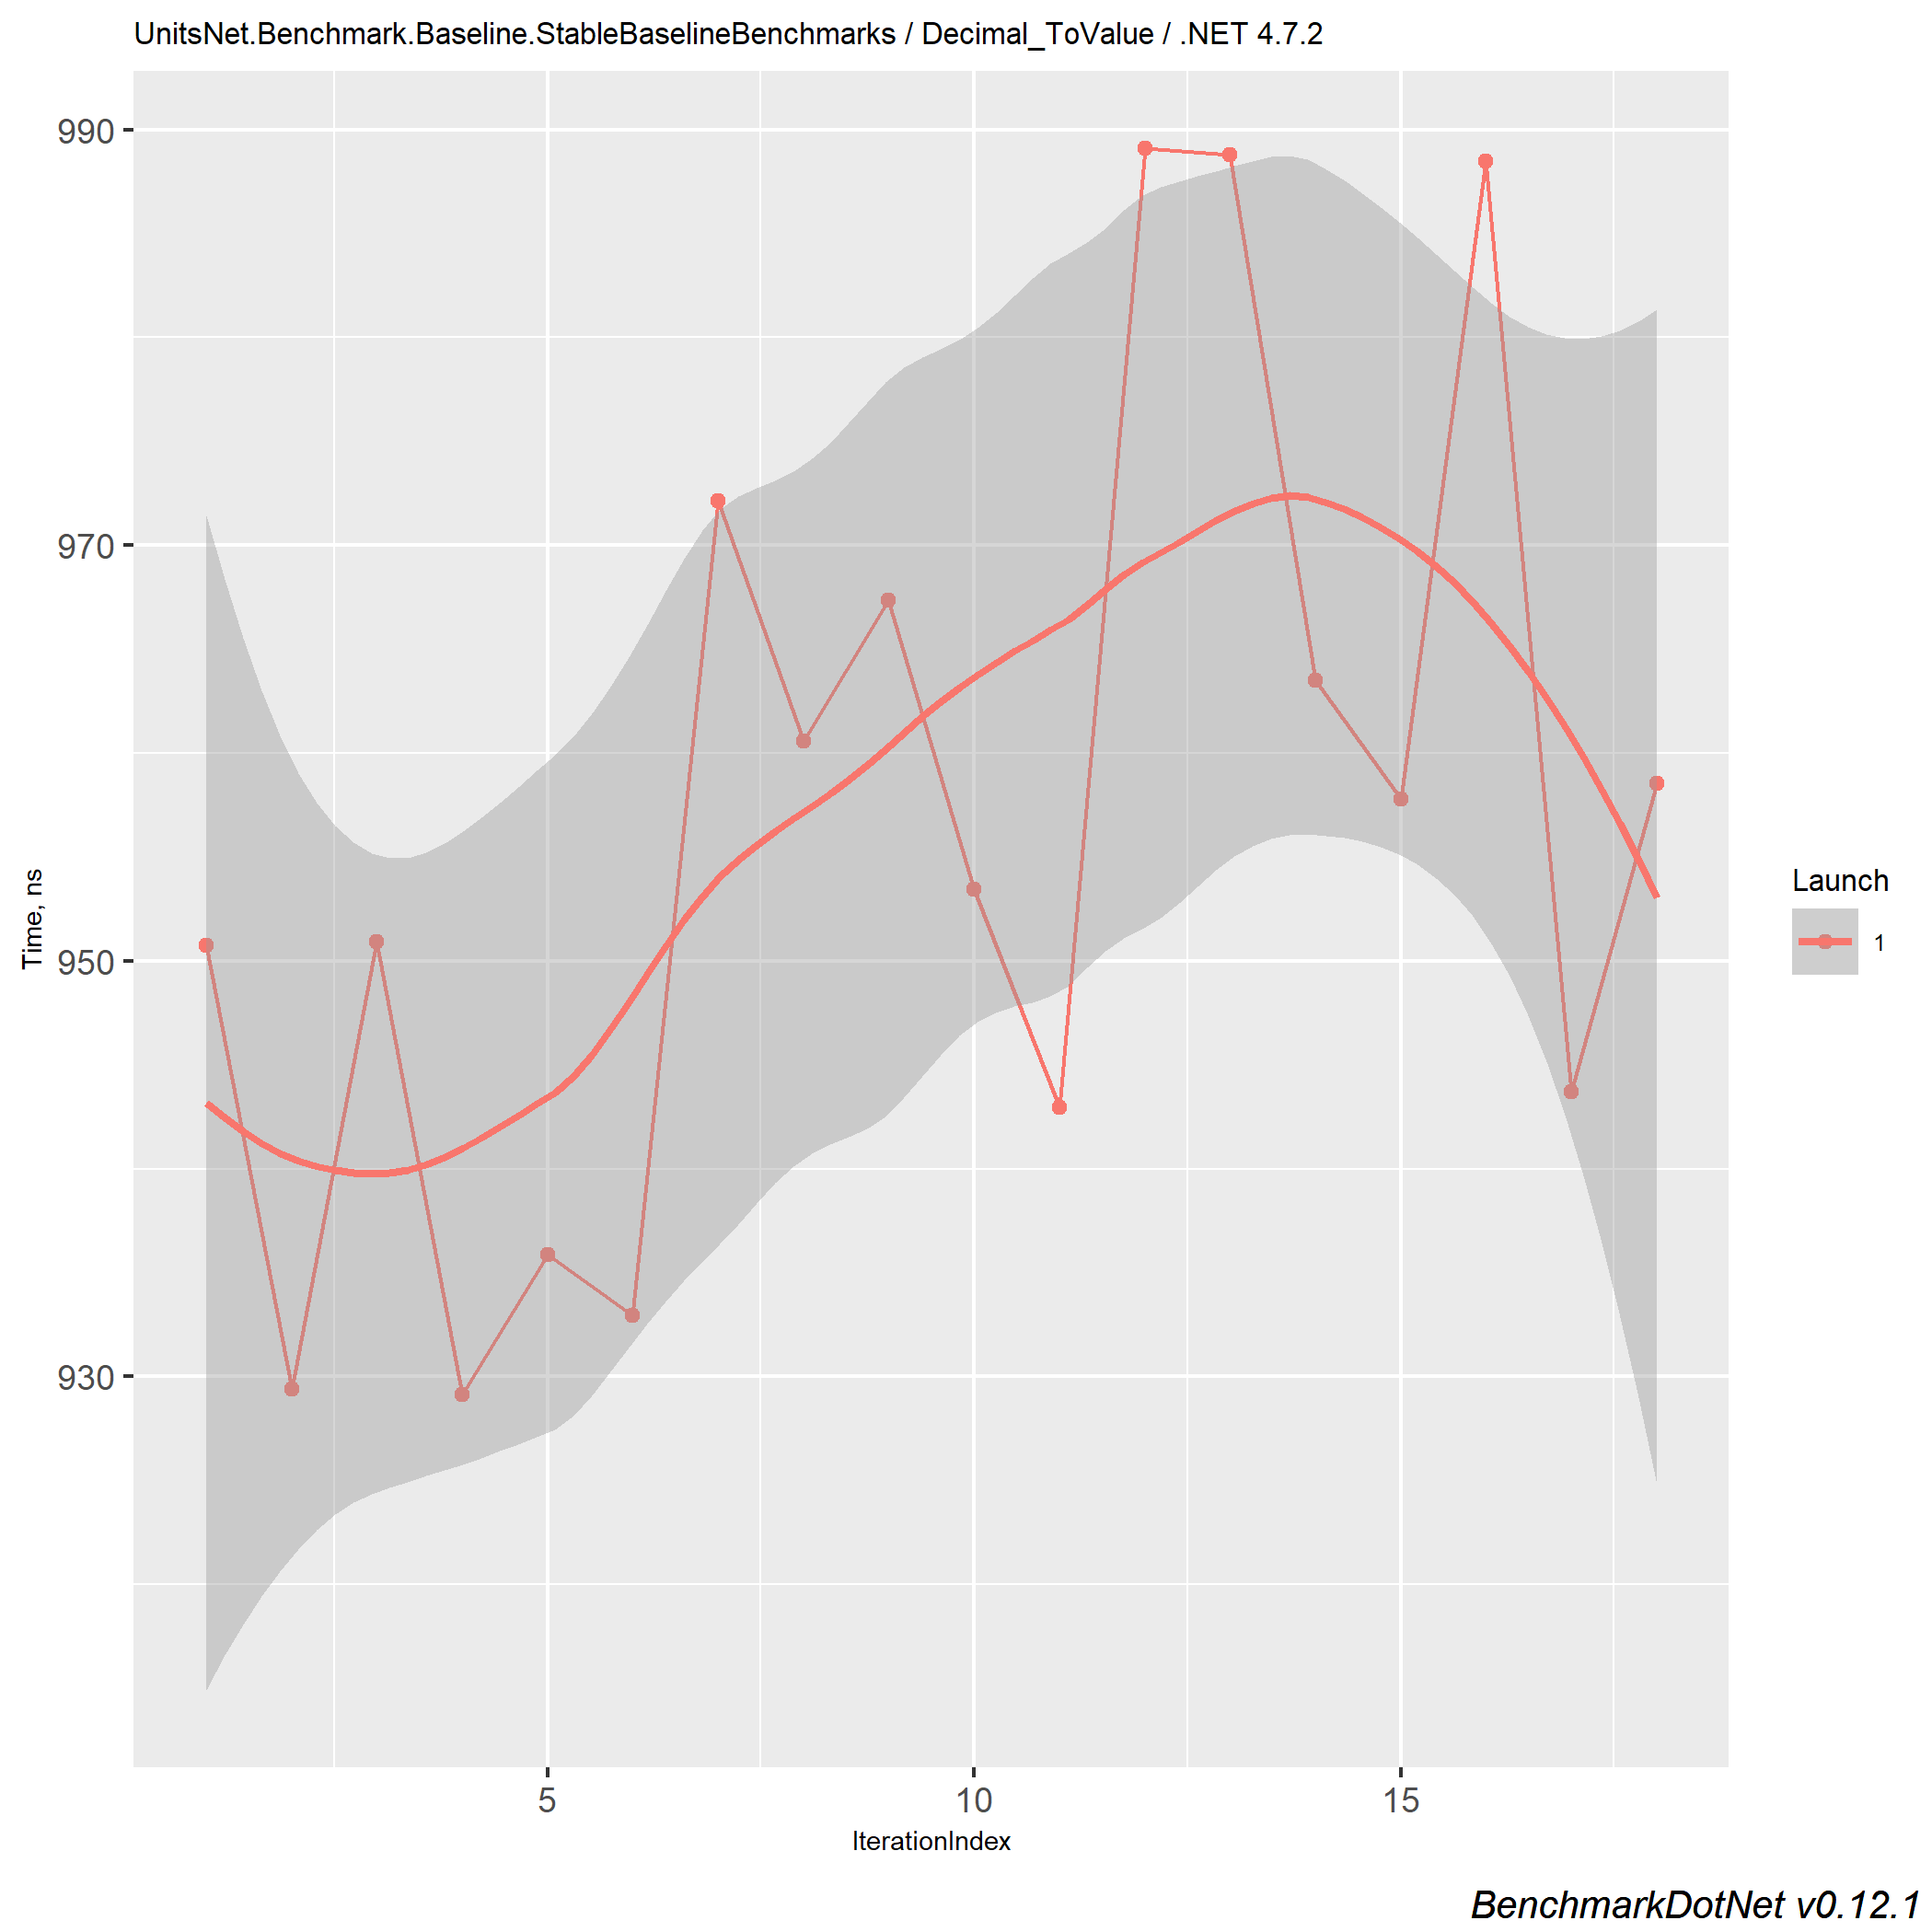 UnitsNet.Benchmark.Baseline.StableBaselineBenchmarks / Decimal_ToValue / .NET 4.7.2
990
970
950
930
Time, ns
5
10
15
IterationIndex
Launch
1
BenchmarkDotNet v0.12.1